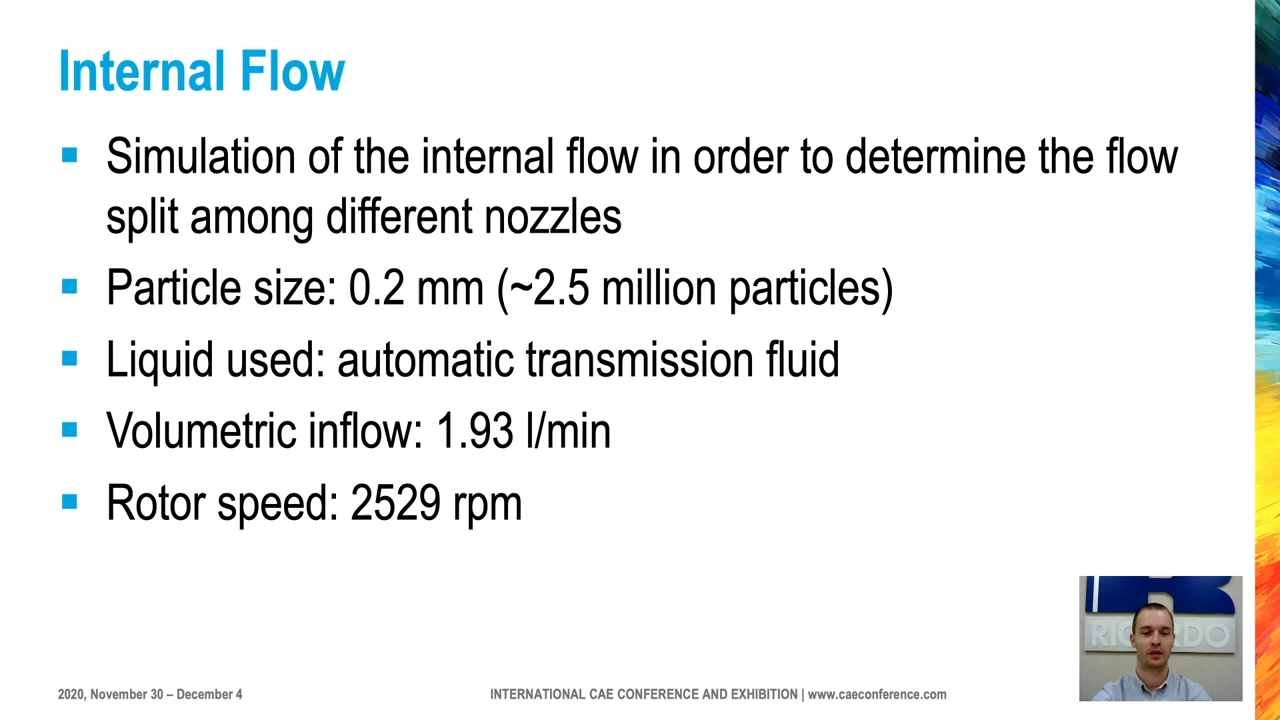 Internal Flow
Simulation of the internal flow in order to determine the flow
split among different nozzles
Particle size: 0.2 mm (~2.5 million particles)
Liquid used: automatic transmission fluid
Volumetric inflow: 1.93 l/min
Rotor speed: 2529 rpm
2020, November 30 – December 4
INTERNATIONAL CAE CONFERENCE AND EXHIBITION | www.caeconference.com